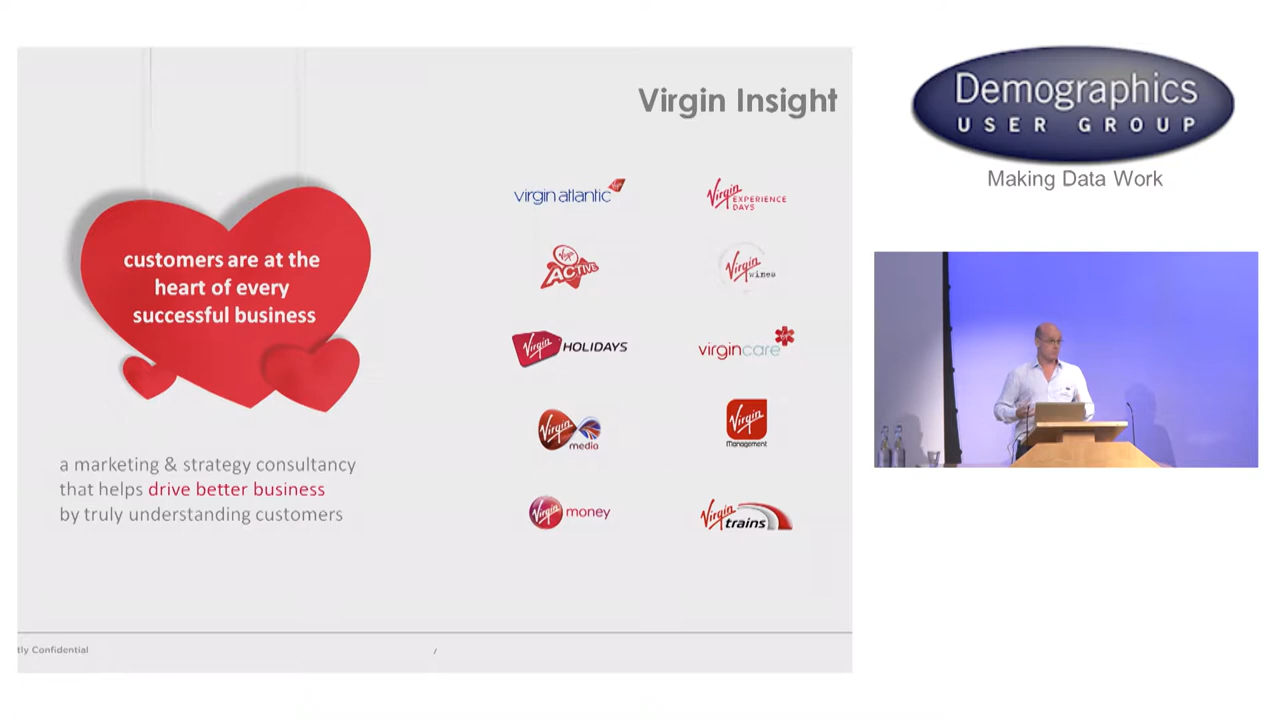 Virgin Insight
customers are at the
heart of every
successful business
a marketing & strategy consultancy
that helps drive better business
by truly understanding customers
virgin atlantic
Virgin EXPERIENCE
DAYS
Virgin
ACTIVE
Virgin
wines
Virgin HOLIDAYS
virgincare
Virgin
media
Virgin
Management
Virgin money
Virgin
trains
tly Confidential
/
Demographics
USER GROUP
Making Data Work